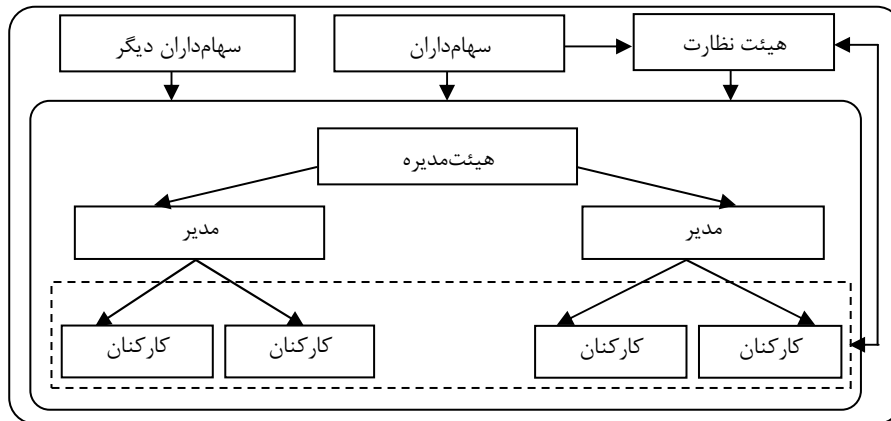 هیئت نظارت
سهام‌داران
سهام‌داران دیگر
هیئت‌مدیره
مدیر
مدیر
کارکنان
کارکنان
کارکنان
کارکنان